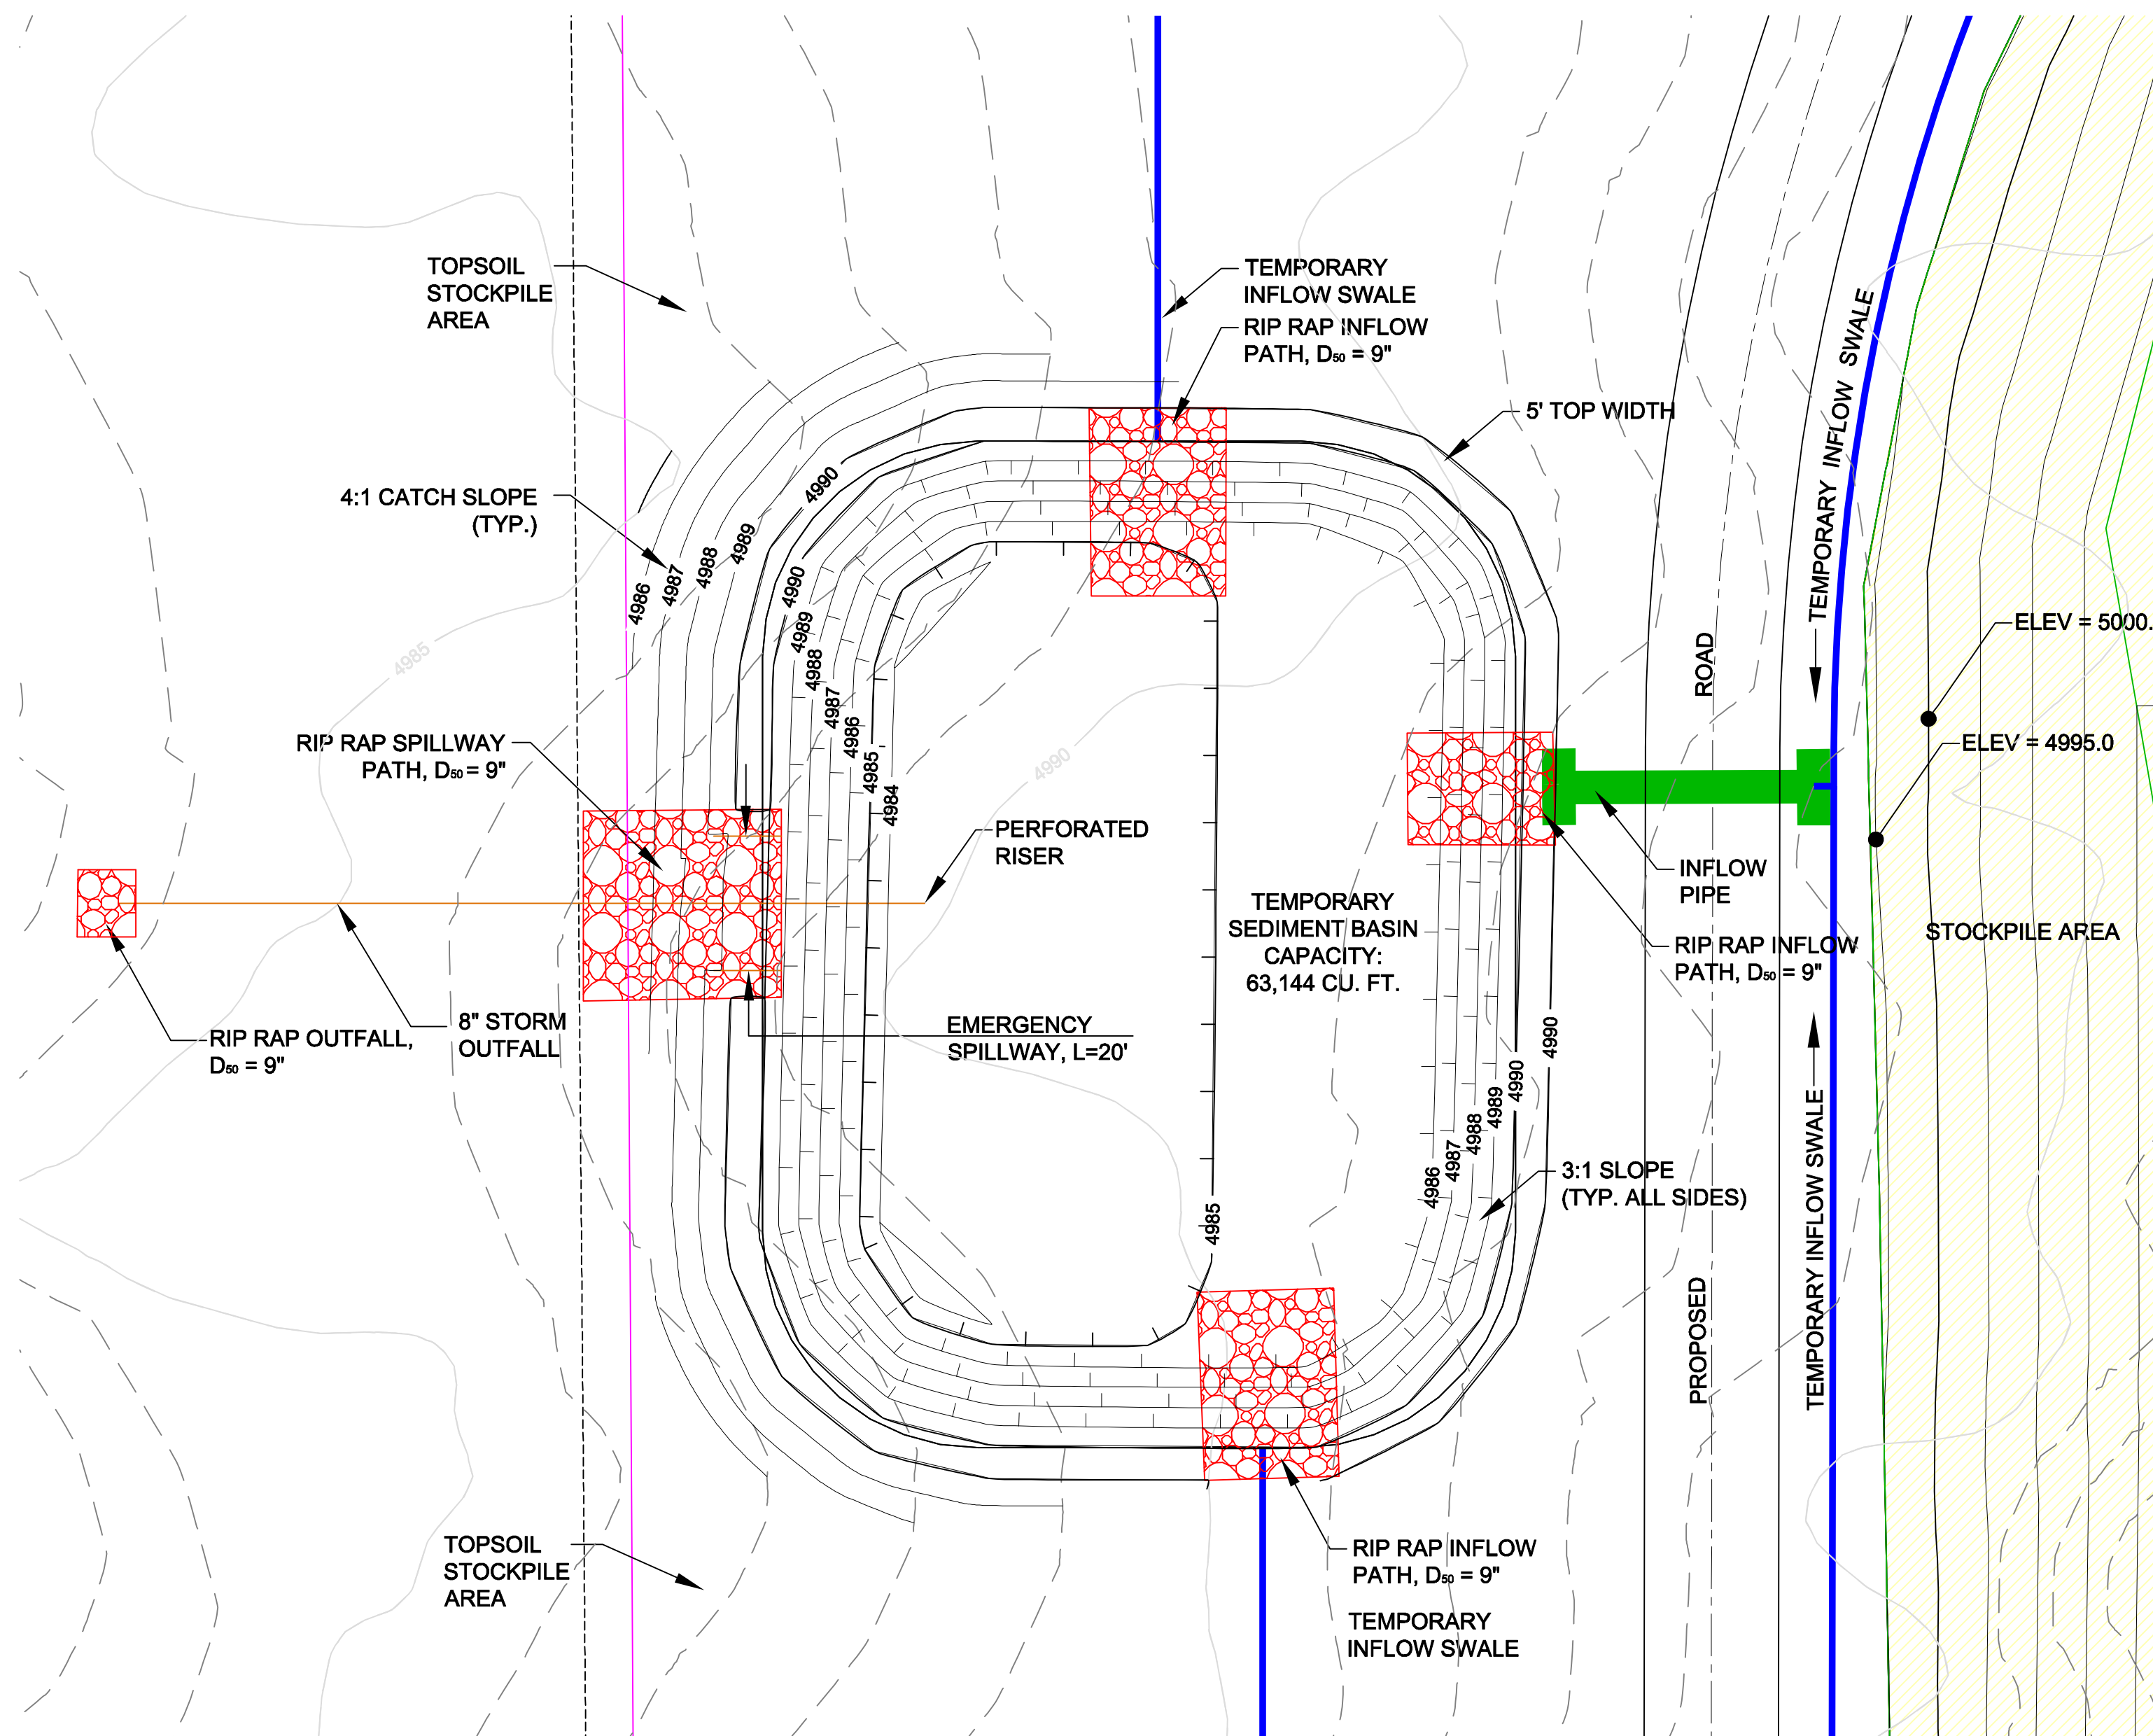 TOPSOIL
STOCKPILE
AREA
TEMPORARY
INFLOW SWALE
RIP RAP INFLOW
PATH, D₅₀ = 9"
5' TOP WIDTH
TEMPORARY INFLOW SWALE
4:1 CATCH SLOPE
(TYP.)
4990
4989
4988
4987
4986
4990
4989
4988
4987
4986
4985
4984
4985
4990
ROAD
ELEV = 5000.
ELEV = 4995.0
RIP RAP SPILLWAY
PATH, D₅₀ = 9"
PERFORATED
RISER
INFLOW
PIPE
TEMPORARY
SEDIMENT BASIN
CAPACITY:
63,144 CU. FT.
RIP RAP INFLOW
PATH, D₅₀ = 9"
STOCKPILE AREA
RIP RAP OUTFALL,
D₅₀ = 9"
8" STORM
OUTFALL
EMERGENCY
SPILLWAY, L=20'
4990
4990
4989
4988
4987
4986
4985
3:1 SLOPE
(TYP. ALL SIDES)
TEMPORARY INFLOW SWALE
PROPOSED
TOPSOIL
STOCKPILE
AREA
RIP RAP INFLOW
PATH, D₅₀ = 9"
TEMPORARY
INFLOW SWALE